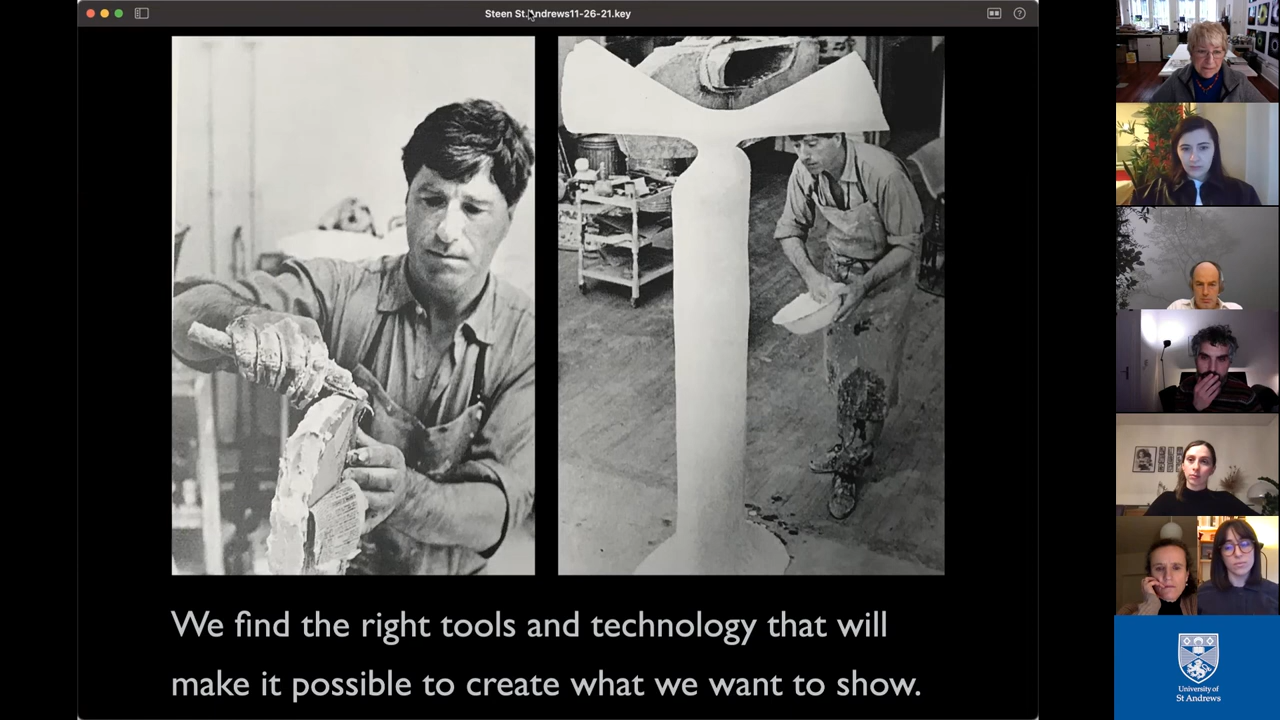 Steen St.Andrews11-26-21.key
We find the right tools and technology that will
make it possible to create what we want to show.
University of
St Andrews